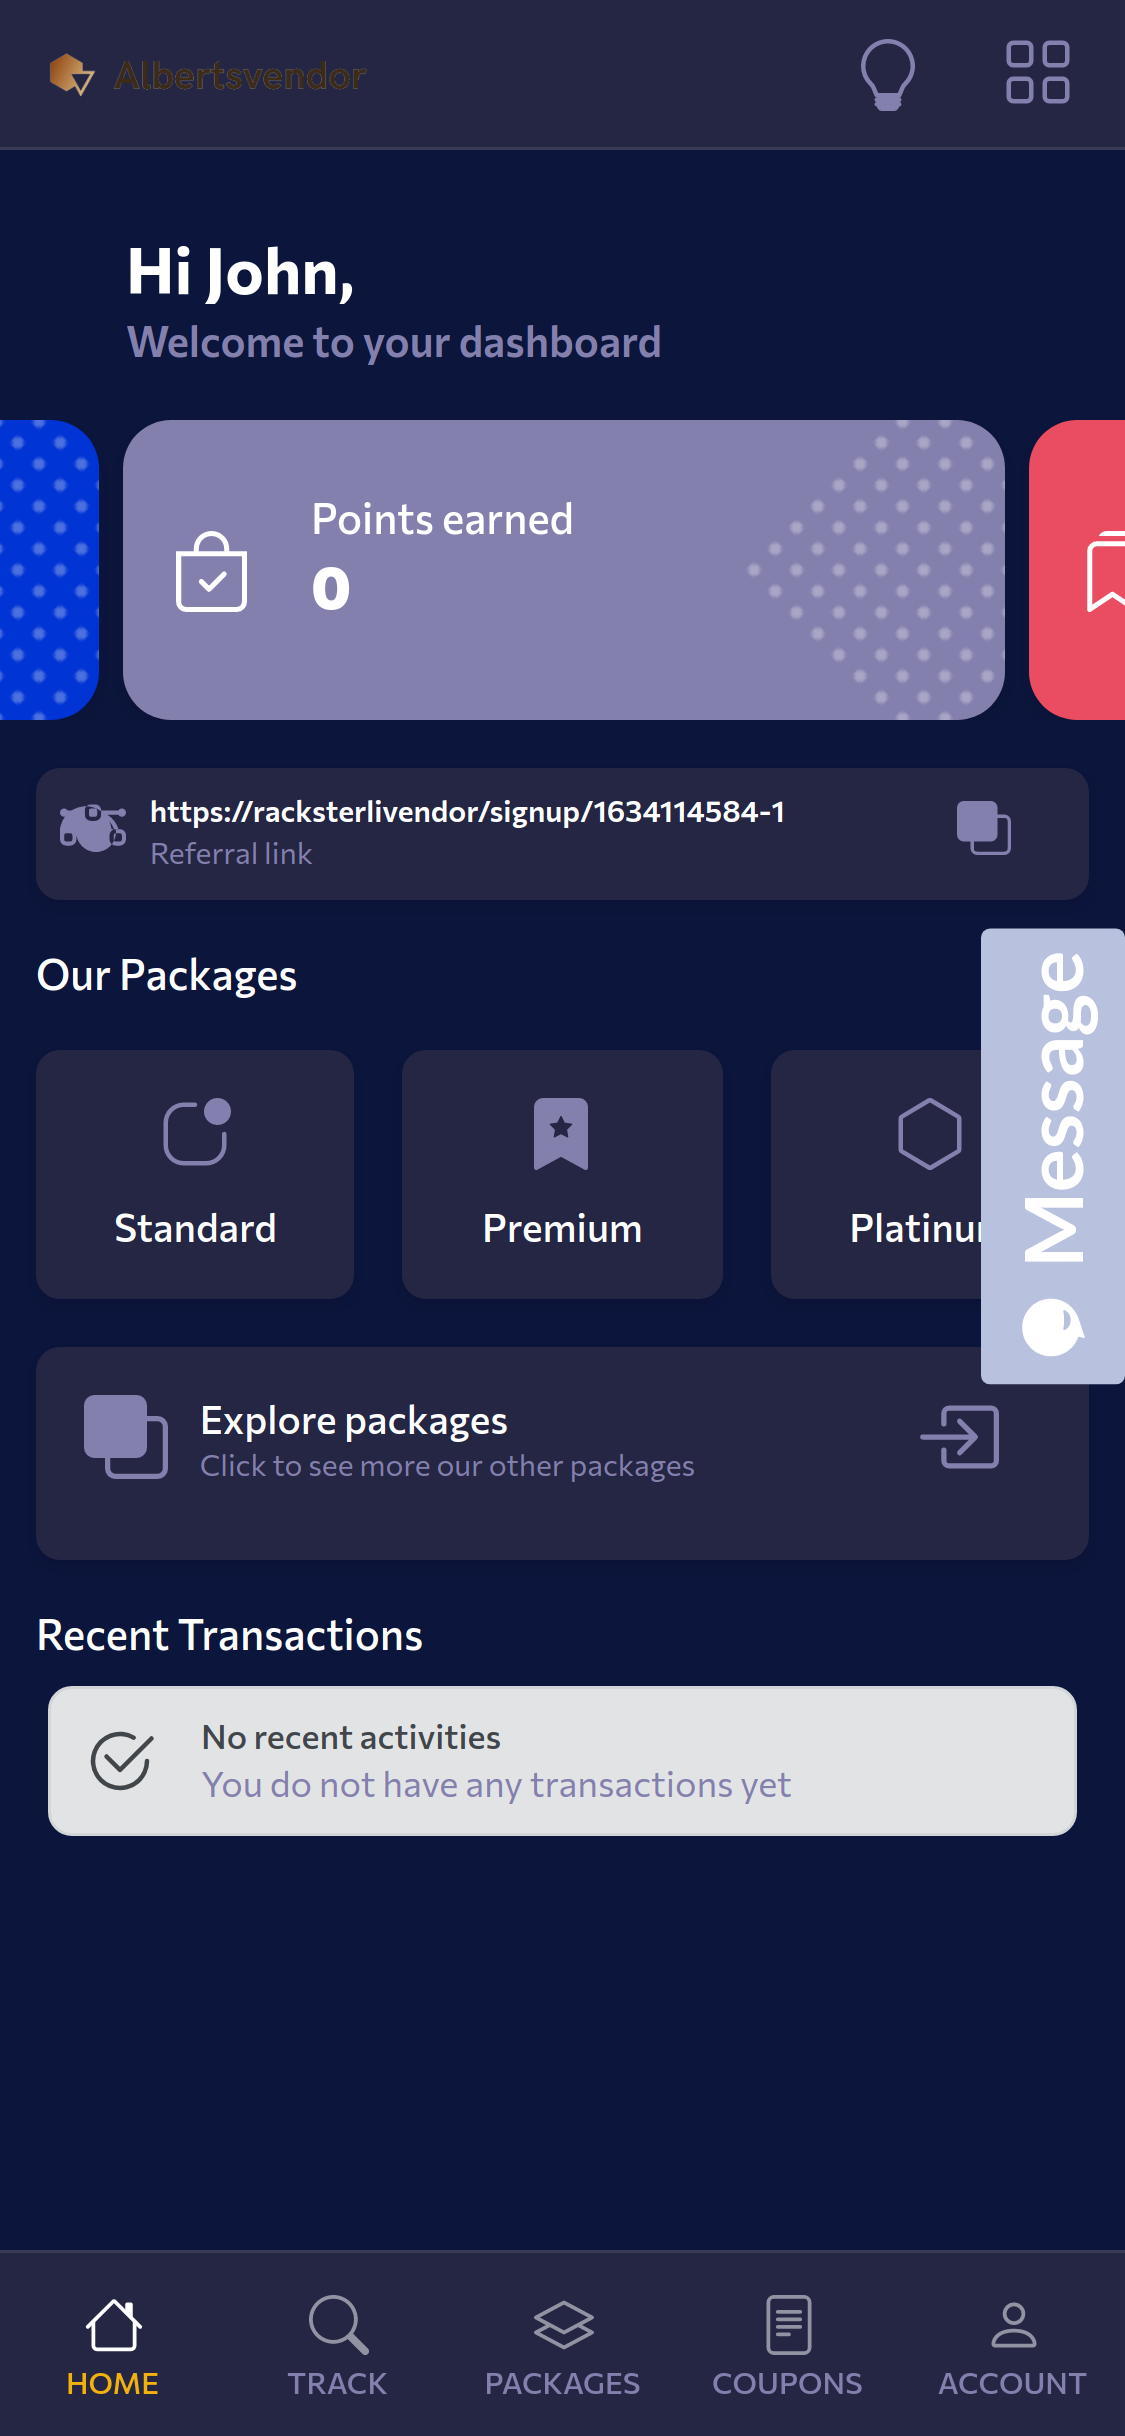 Albertsvendor
Hi John,
Welcome to your dashboard
Points earned
0
https://racksterlivendor/signup/1634114584-1
Referral link
Our Packages
Message
Standard
Premium
Platinu
Explore packages
Click to see more our other packages
Recent Transactions
No recent activities
You do not have any transactions yet
HOME
TRACK
PACKAGES
COUPONS
ACCOUNT